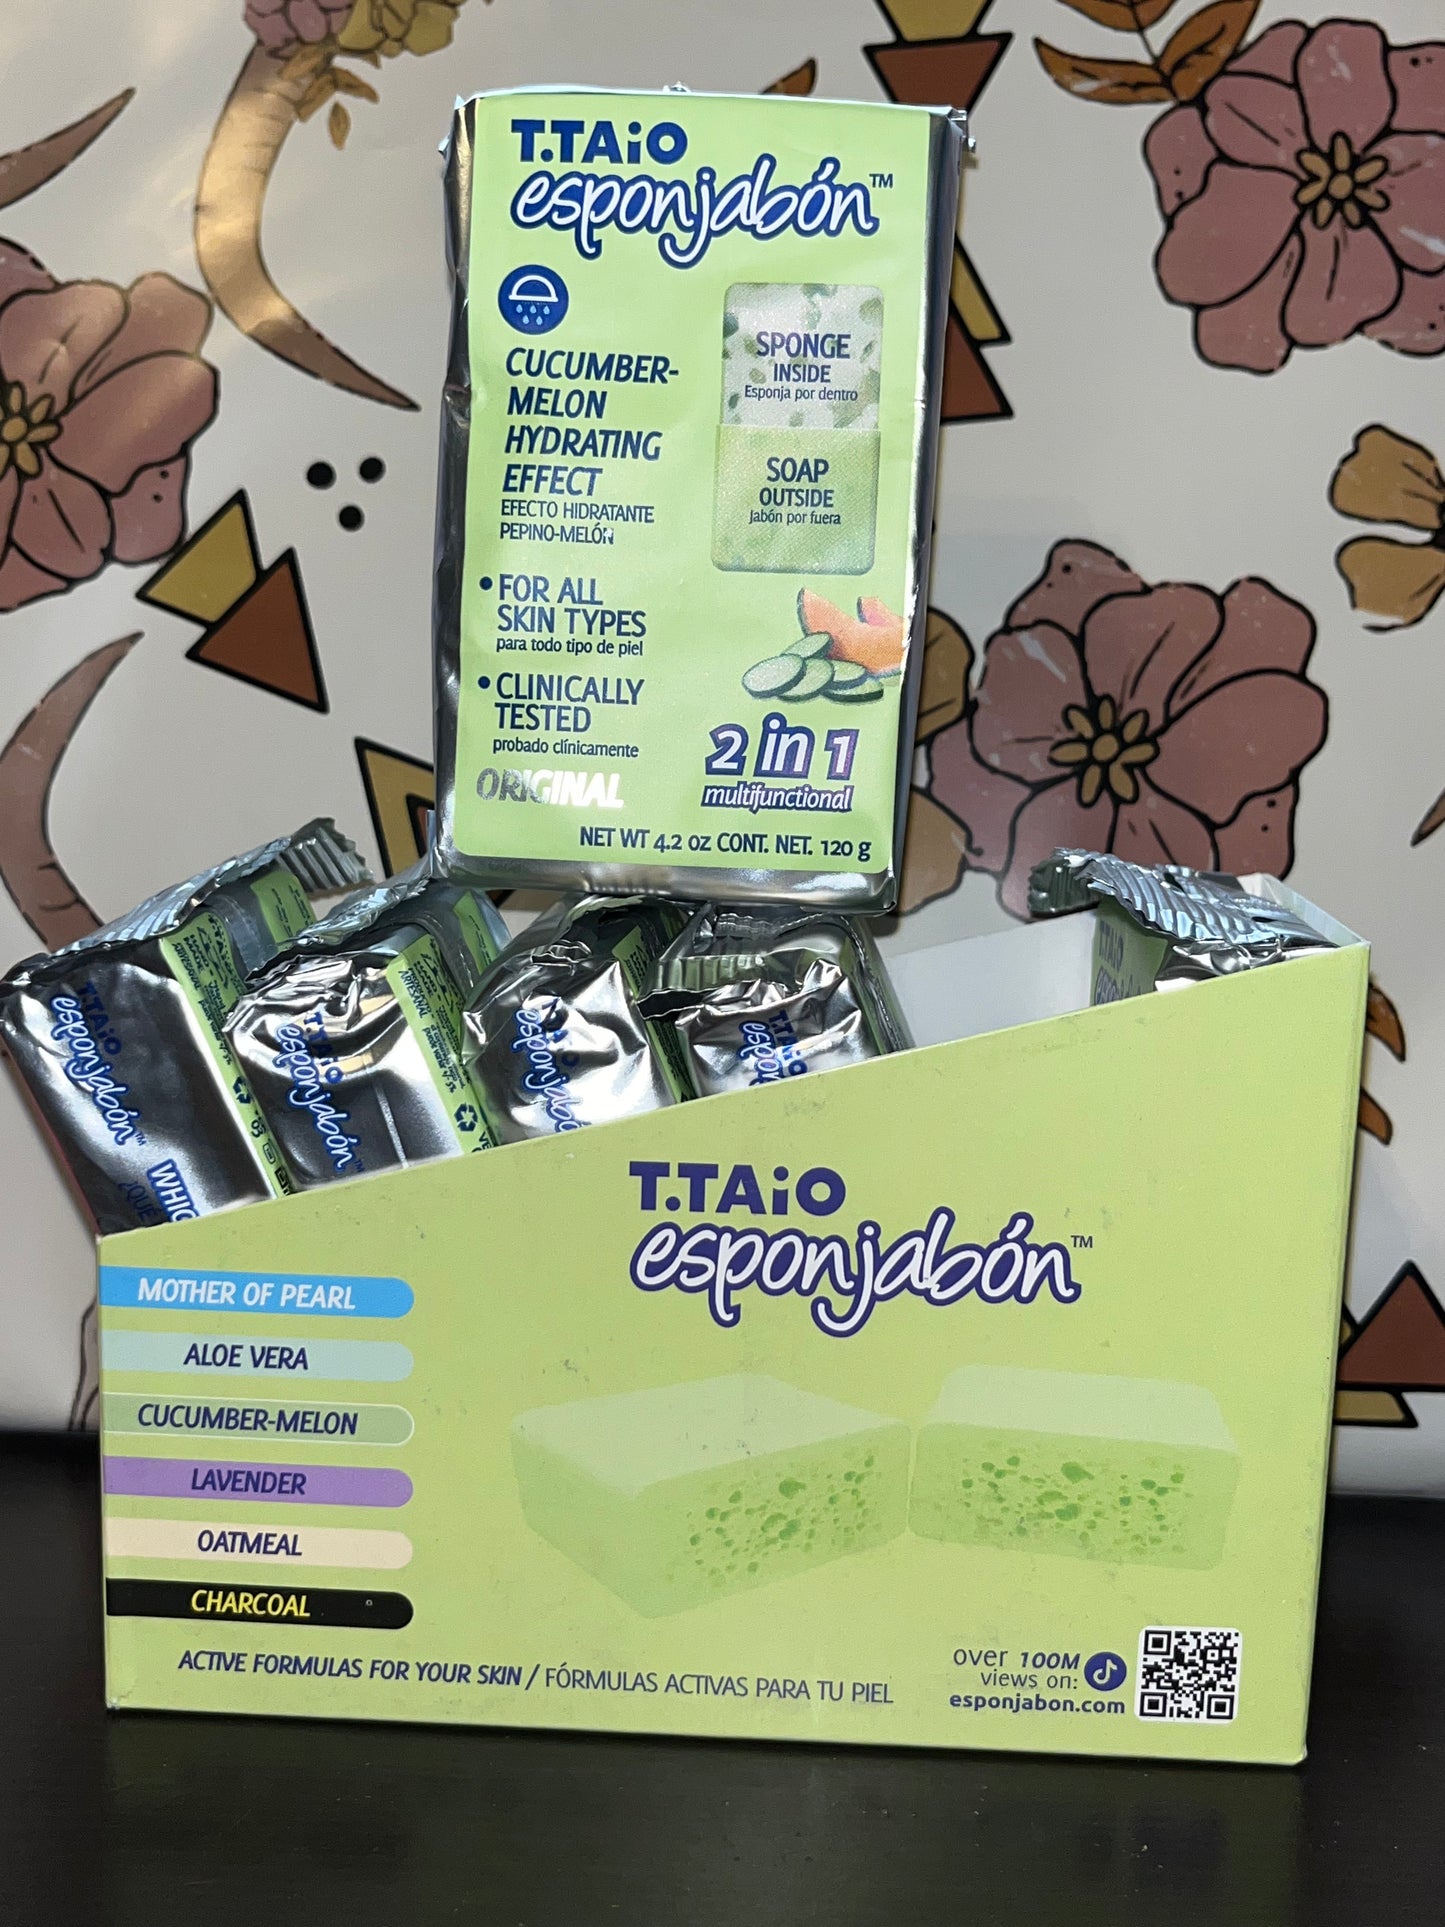 T.TAiO
esponjabón™
CUCUMBER-
MELON
HYDRATING
EFFECT
EFECTO HIDRATANTE
PEPINO-MELÓN
• FOR ALL
SKIN TYPES
para todo tipo de piel
• CLINICALLY
TESTED
probado clínicamente
ORIGINAL
SPONGE
INSIDE
Esponja por dentro
SOAP
OUTSIDE
Jabón por fuera
2 in 1
multifunctional
NET WT 4.2 oz CONT. NET. 120 g
T.TAiO
esponjabón™
T.TAiO
esponjabón™
T.TAiO
T.TAiO
esponjabón™
MOTHER OF PEARL
ALOE VERA
CUCUMBER-MELON
LAVENDER
OATMEAL
CHARCOAL
ACTIVE FORMULAS FOR YOUR SKIN / FÓRMULAS ACTIVAS PARA TU PIEL
over 100M
views on:
esponjabon.com